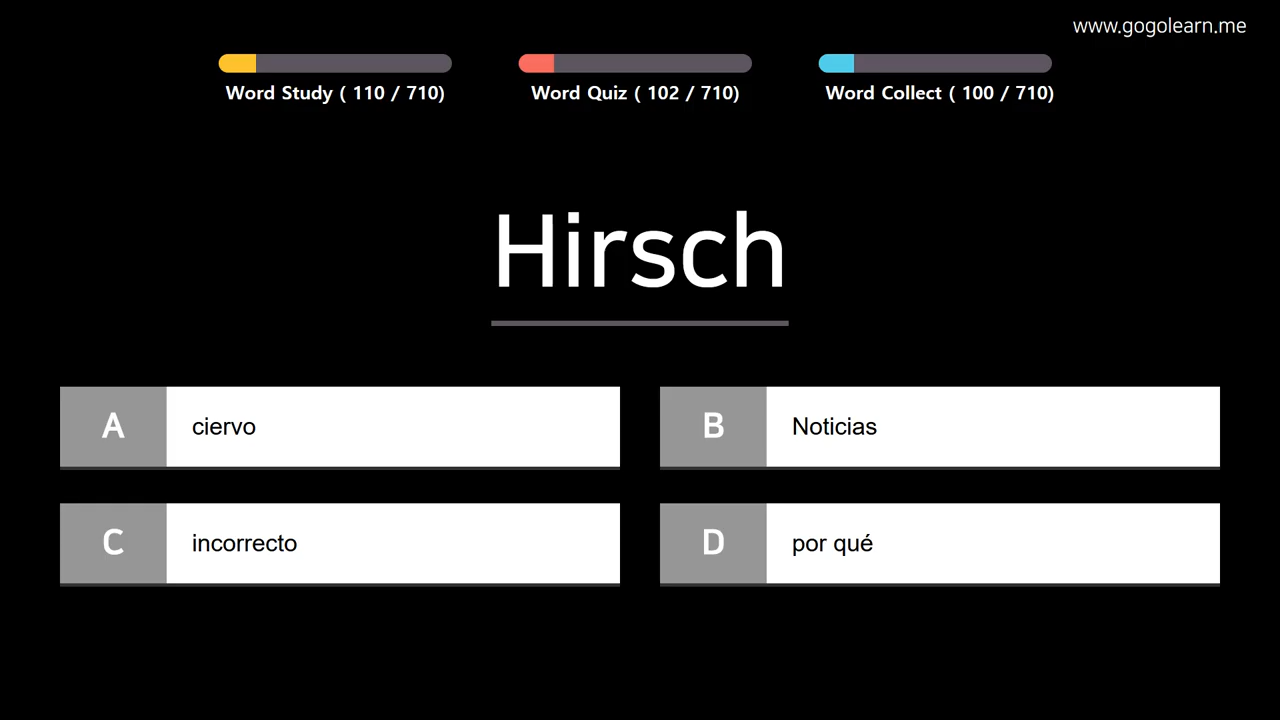 www.gogolearn.me
Word Study ( 110 / 710)
Word Quiz ( 102 / 710)
Word Collect ( 100 / 710)
Hirsch
A ciervo
B Noticias
C incorrecto
D por qué